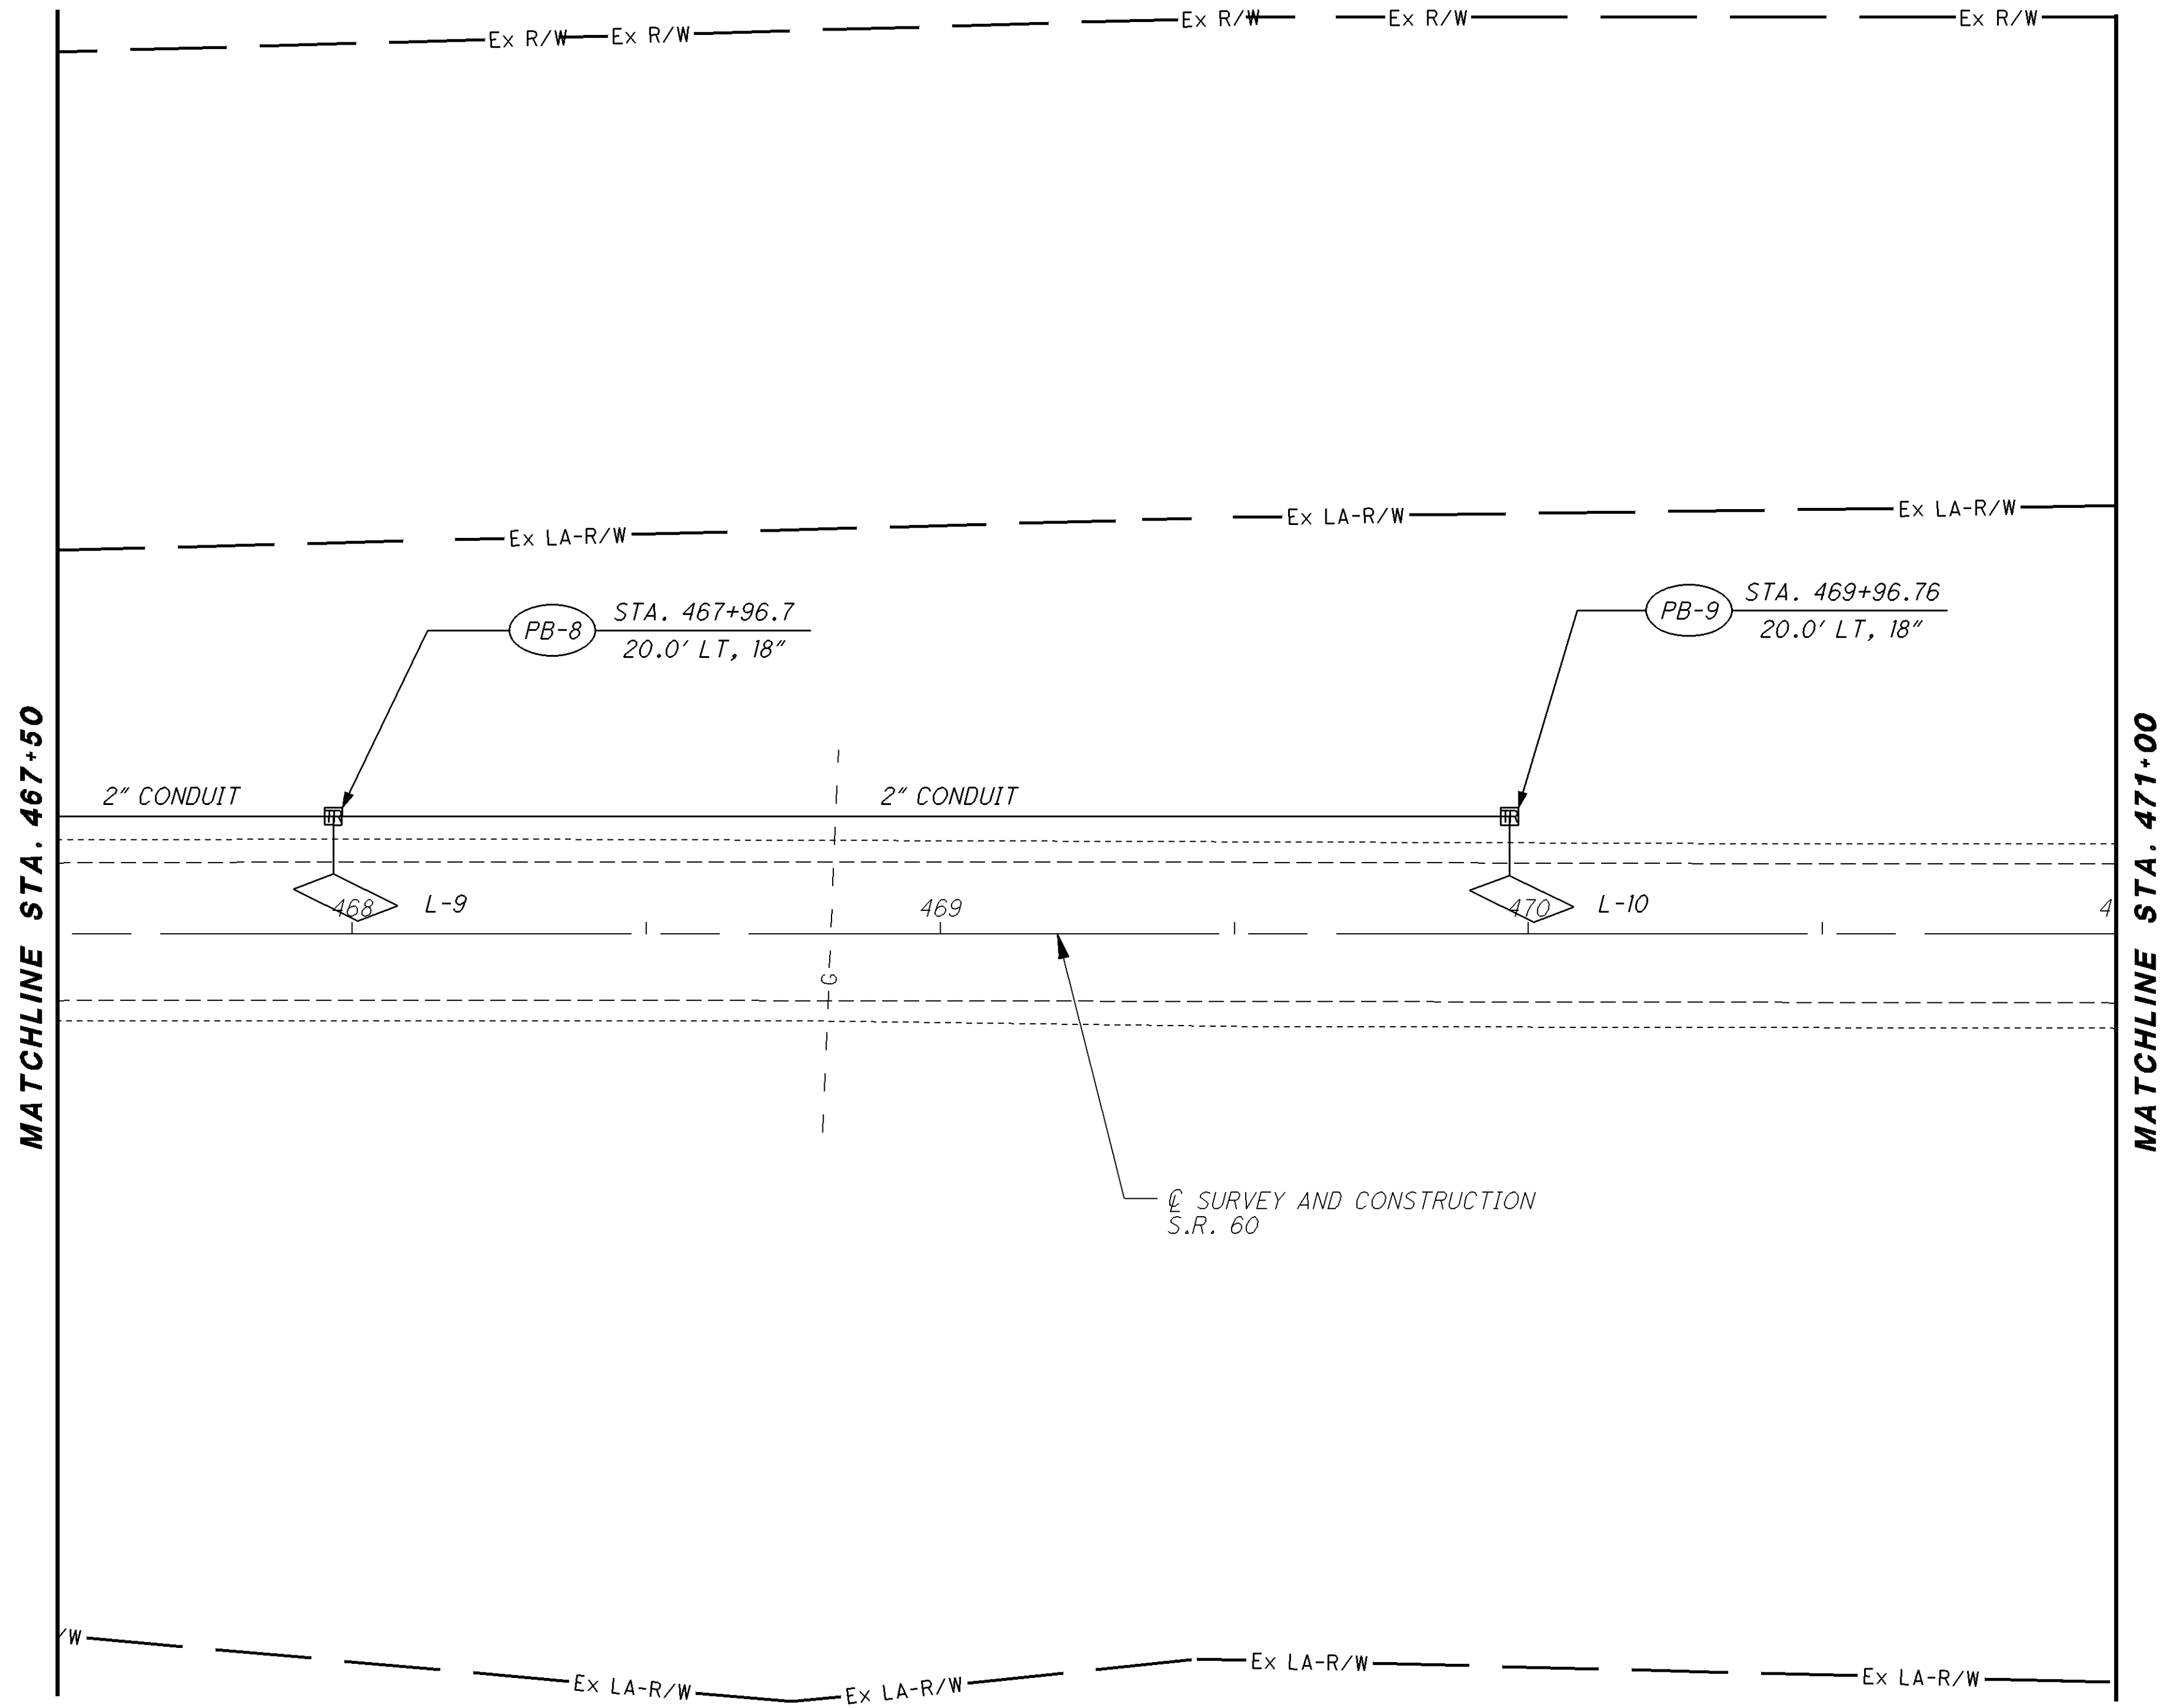 Ex R/W Ex R/W Ex R/W Ex R/W Ex R/W
Ex LA-R/W Ex LA-R/W Ex LA-R/W
PB-8 STA. 467+96.7
20.0' LT, 18"
PB-9 STA. 469+96.76
20.0' LT, 18"
MATCHLINE STA. 467+50
MATCHLINE STA. 471+00
2" CONDUIT 2" CONDUIT
TR TR
468 L-9 469 470 L-10 4
G
℄ SURVEY AND CONSTRUCTION
S.R. 60
/W Ex LA-R/W Ex LA-R/W Ex LA-R/W Ex LA-R/W